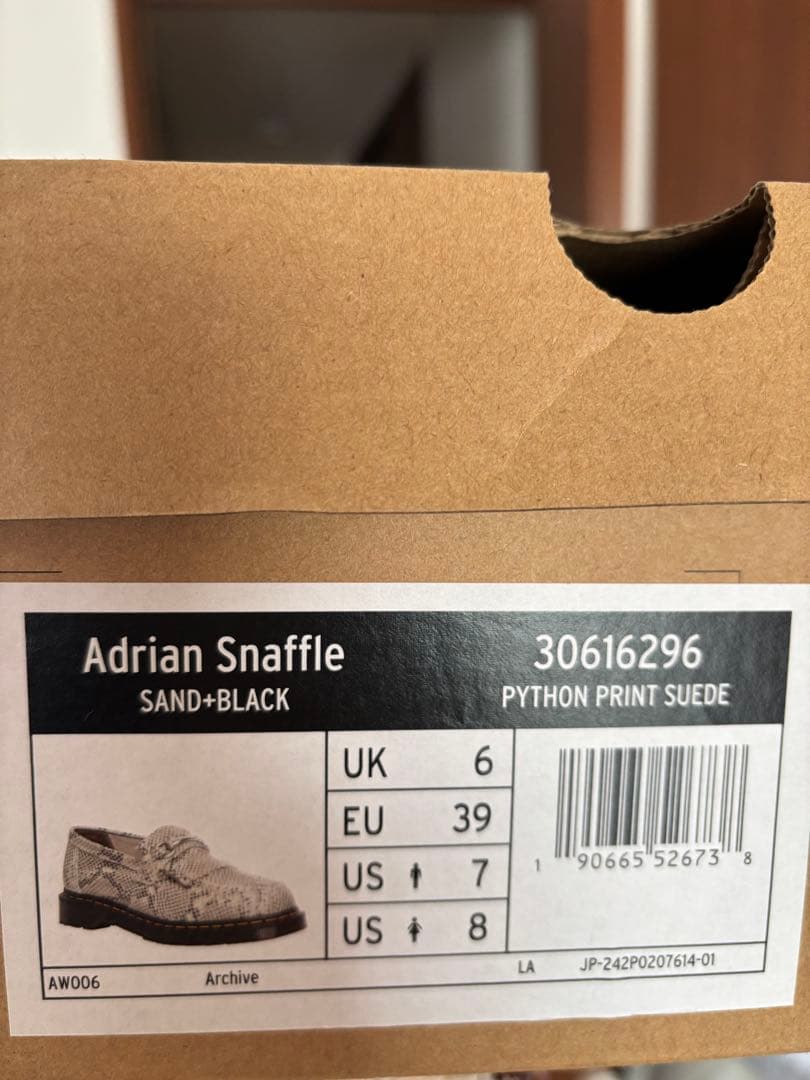 Adrian Snaffle
SAND+BLACK
30616296
PYTHON PRINT SUEDE
UK 6
EU 39
US 7
US 8
1 90665 52673 8
AW006
Archive
LA
JP-242P0207614-01